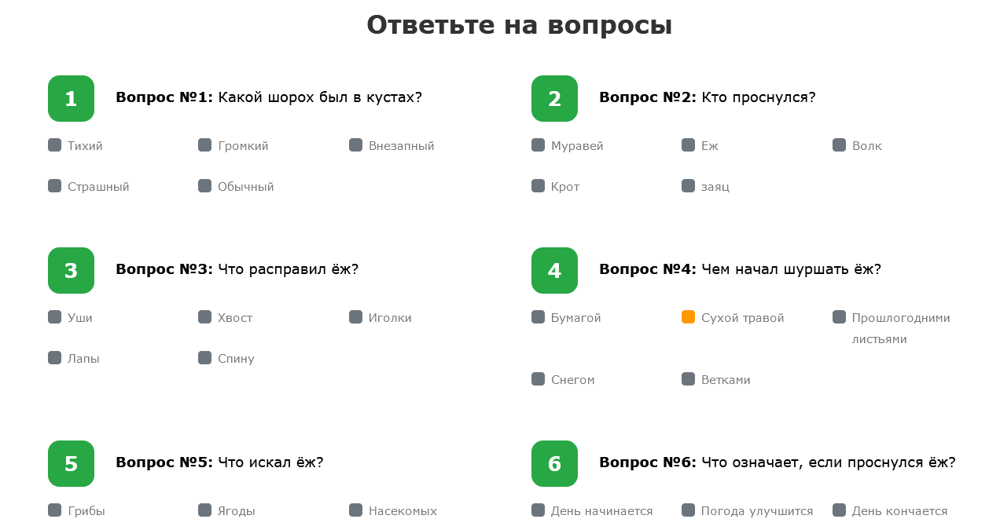 Ответьте на вопросы
1
Вопрос №1: Какой шорох был в кустах?
Тихий
Громкий
Внезапный
Страшный
Обычный
2
Вопрос №2: Кто проснулся?
Муравей
Еж
Волк
Крот
заяц
3
Вопрос №3: Что расправил ёж?
Уши
Хвост
Иголки
Лапы
Спину
4
Вопрос №4: Чем начал шуршать ёж?
Бумагой
Сухой травой
Прошлогодними
листьями
Снегом
Ветками
5
Вопрос №5: Что искал ёж?
Грибы
Ягоды
Насекомых
6
Вопрос №6: Что означает, если проснулся ёж?
День начинается
Погода улучшится
День кончается